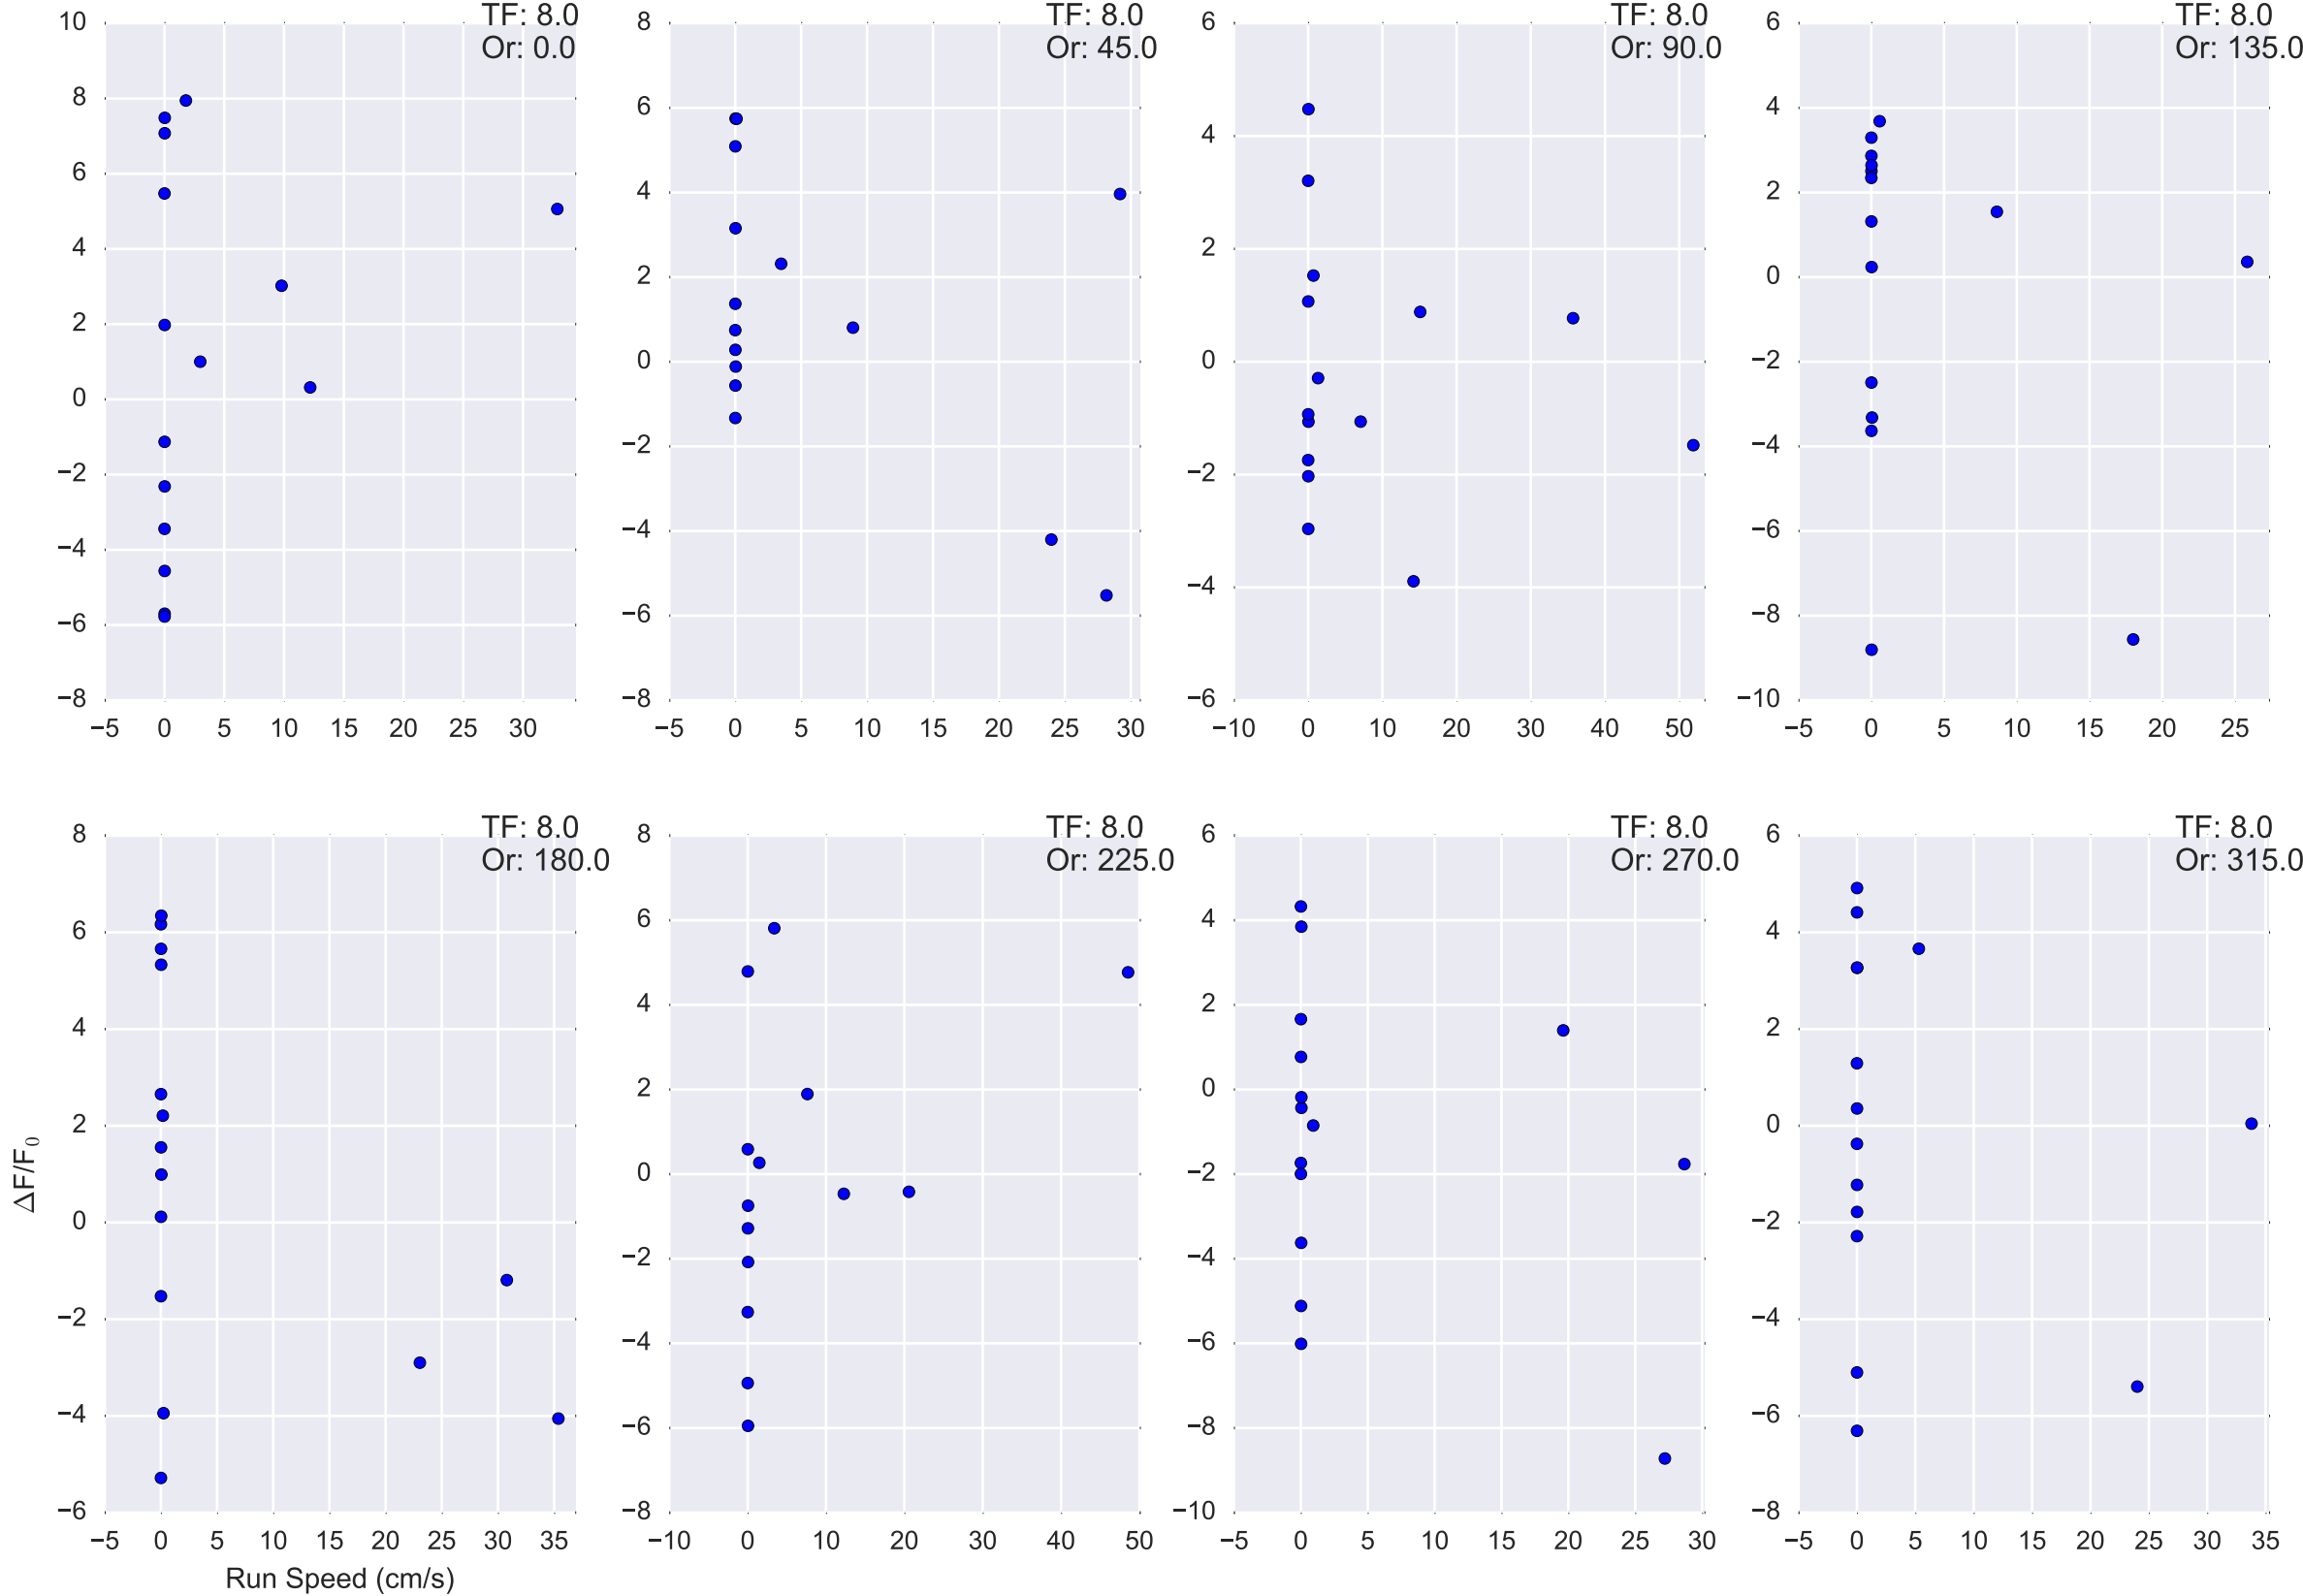 TF: 8.0
Or: 0.0
10
8
6
4
2
0
−2
−4
−6
−8
−5 0 5 10 15 20 25 30
TF: 8.0
Or: 45.0
8
6
4
2
0
−2
−4
−6
−8
−5 0 5 10 15 20 25 30
TF: 8.0
Or: 90.0
6
4
2
0
−2
−4
−6
−10 0 10 20 30 40 50
TF: 8.0
Or: 135.0
6
4
2
0
−2
−4
−6
−8
−10
−5 0 5 10 15 20 25
TF: 8.0
Or: 180.0
8
6
4
2
0
−2
−4
−6
ΔF/F₀
−5 0 5 10 15 20 25 30 35
Run Speed (cm/s)
TF: 8.0
Or: 225.0
8
6
4
2
0
−2
−4
−6
−8
−10 0 10 20 30 40 50
TF: 8.0
Or: 270.0
6
4
2
0
−2
−4
−6
−8
−10
−5 0 5 10 15 20 25 30
TF: 8.0
Or: 315.0
6
4
2
0
−2
−4
−6
−8
−5 0 5 10 15 20 25 30 35